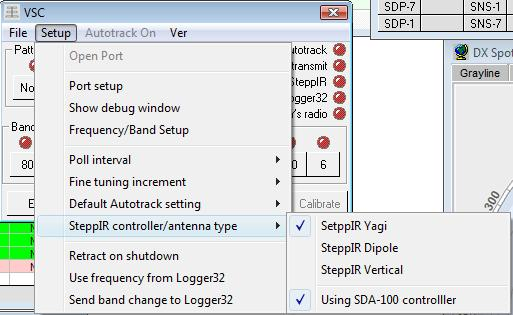 VSC
SDP-7 SNS-1
SDP-1 SNS-7
File Setup Autotrack On Ver
DX Spot
Grayline
Open Port
Port setup
Show debug window
Frequency/Band Setup
Poll interval
Fine tuning increment
Default Autotrack setting
SteppIR controller/antenna type
Retract on shutdown
Use frequency from Logger32
Send band change to Logger32
Patt
No
Band
80
E
utotrack
transmit
SteppIR
Logger32
's radio
0 6
Calibrate
300
SetppIR Yagi
SteppIR Dipole
SteppIR Vertical
Using SDA-100 controlller